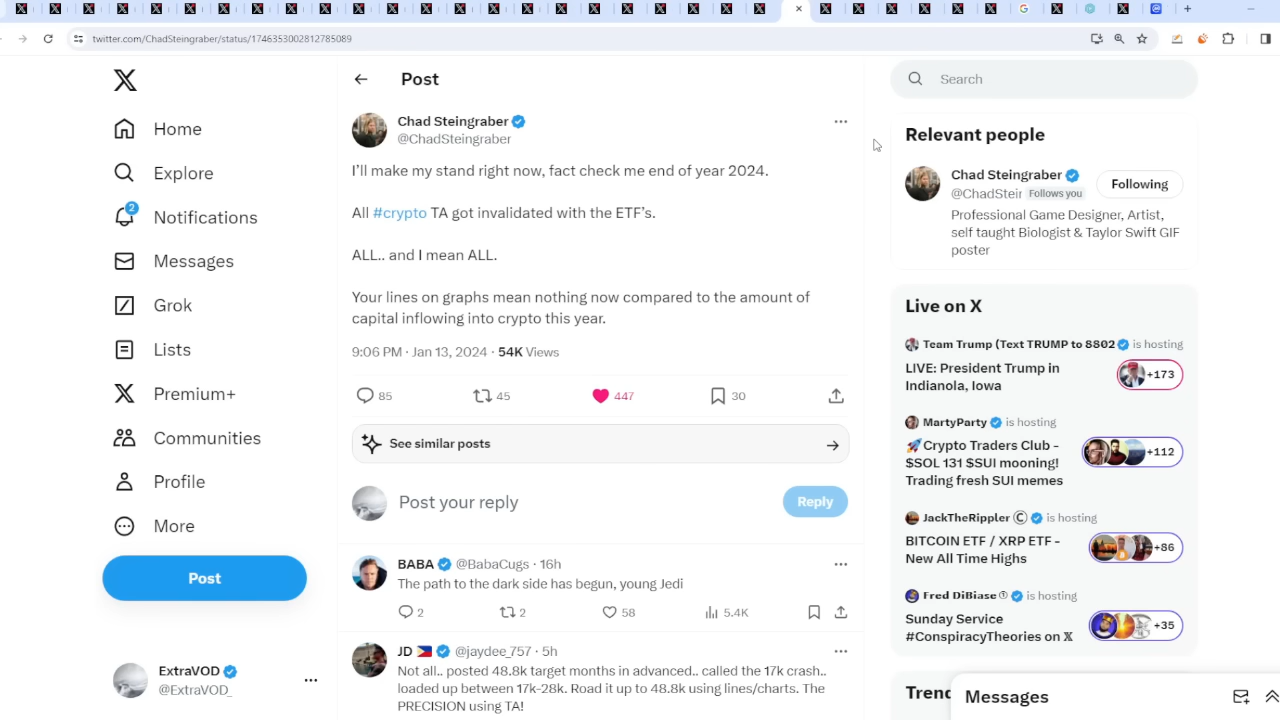 twitter.com/ChadSteingraber/status/1746353002812785089
Home
Explore
2
Notifications
Messages
Grok
Lists
Premium+
Communities
Profile
More
Post
ExtraVOD
@ExtraVOD_
Post
Chad Steingraber
@ChadSteingraber
I'll make my stand right now, fact check me end of year 2024.
All #crypto TA got invalidated with the ETF's.
ALL.. and I mean ALL.
Your lines on graphs mean nothing now compared to the amount of
capital inflowing into crypto this year.
9:06 PM · Jan 13, 2024 · 54K Views
85 45 447 30
See similar posts
Post your reply
Reply
BABA @BabaCugs · 16h
The path to the dark side has begun, young Jedi
2 2 58 5.4K
JD 🇵🇭 @jaydee_757 · 5h
Not all.. posted 48.8k target months in advanced.. called the 17k crash..
loaded up between 17k-28k. Road it up to 48.8k using lines/charts. The
PRECISION using TA!
Search
Relevant people
Chad Steingraber
@ChadSteir Follows you
Following
Professional Game Designer, Artist,
self taught Biologist & Taylor Swift GIF
poster
Live on X
Team Trump (Text TRUMP to 8802 is hosting
LIVE: President Trump in
Indianola, Iowa
+173
MartyParty is hosting
🚀Crypto Traders Club -
$SOL 131 $SUI mooning!
Trading fresh SUI memes
+112
JackTheRippler © is hosting
BITCOIN ETF / XRP ETF -
New All Time Highs
+86
Fred DiBiase is hosting
Sunday Service
#ConspiracyTheories on 𝕏
+35
Trend
Messages